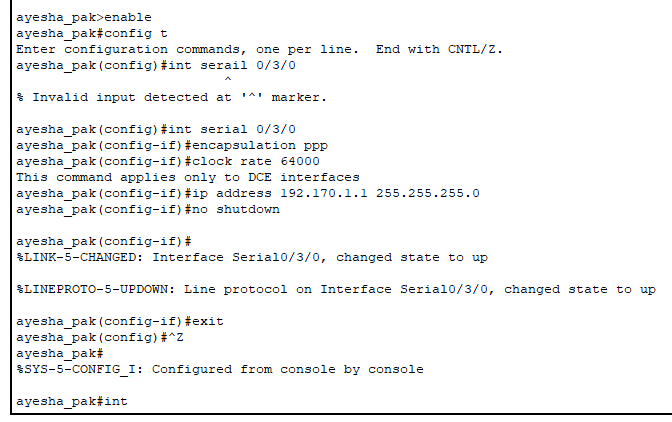 ayesha_pak>enable
ayesha_pak#config t
Enter configuration commands, one per line.  End with CNTL/Z.
ayesha_pak(config)#int serail 0/3/0
                           ^
% Invalid input detected at '^' marker.

ayesha_pak(config)#int serial 0/3/0
ayesha_pak(config-if)#encapsulation ppp
ayesha_pak(config-if)#clock rate 64000
This command applies only to DCE interfaces
ayesha_pak(config-if)#ip address 192.170.1.1 255.255.255.0
ayesha_pak(config-if)#no shutdown

ayesha_pak(config-if)#
%LINK-5-CHANGED: Interface Serial0/3/0, changed state to up

%LINEPROTO-5-UPDOWN: Line protocol on Interface Serial0/3/0, changed state to up

ayesha_pak(config-if)#exit
ayesha_pak(config)#^Z
ayesha_pak#
%SYS-5-CONFIG_I: Configured from console by console

ayesha_pak#int